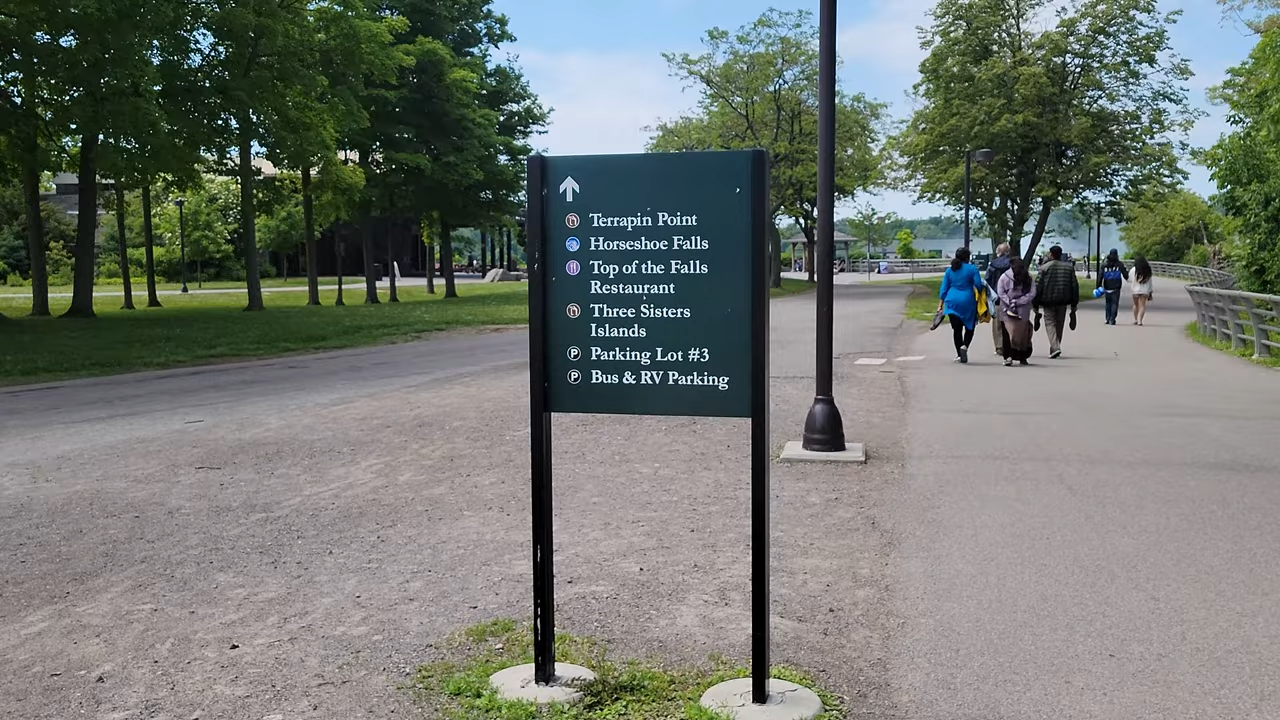 Terrapin Point
Horseshoe Falls
Top of the Falls
Restaurant
Three Sisters
Islands
P Parking Lot #3
P Bus & RV Parking